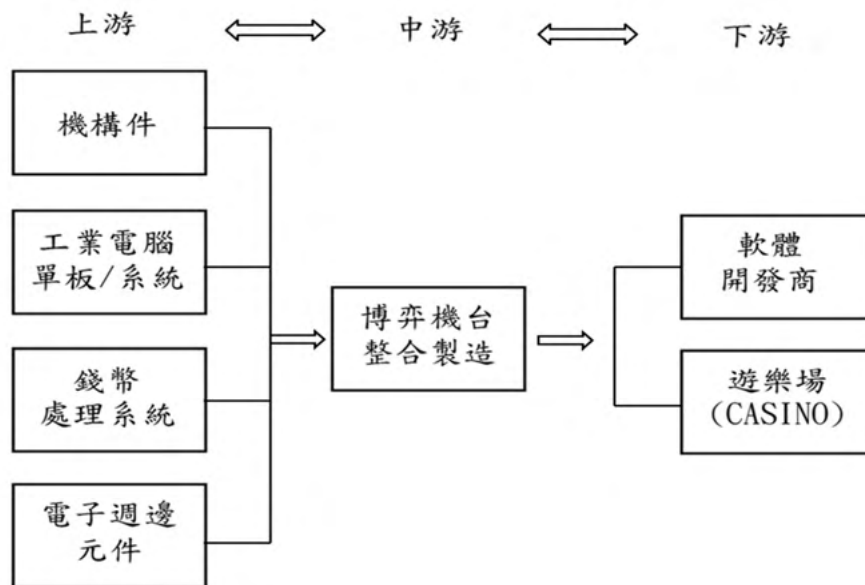 上游
中游
下游
機構件
工業電腦
單板/系統
錢幣
處理系統
電子週邊
元件
博弈機台
整合製造
軟體
開發商
遊樂場
(CASINO)